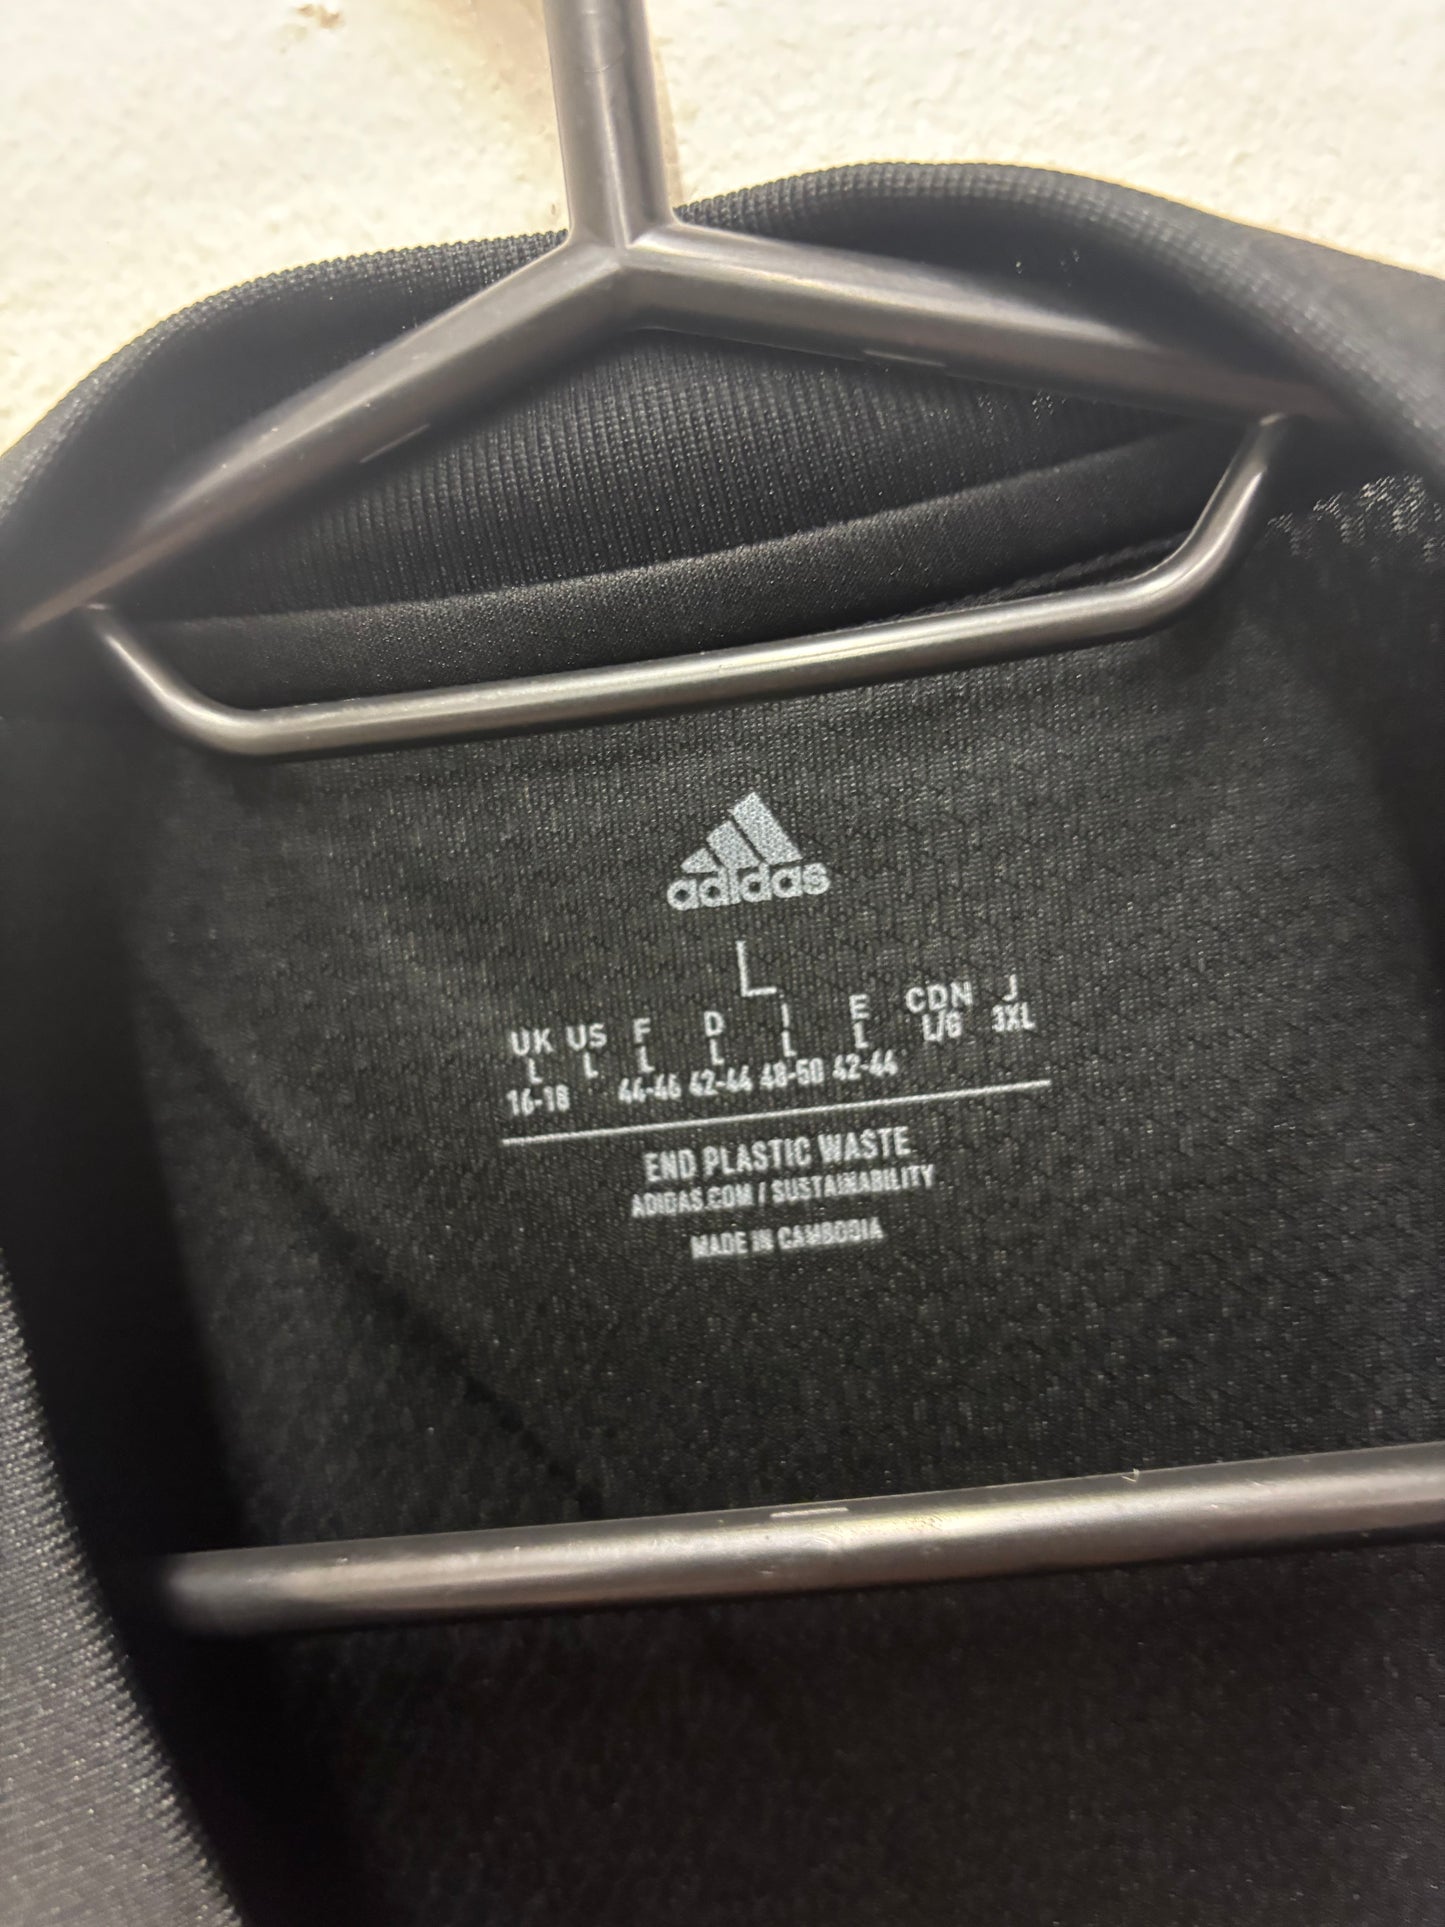 adidas
L
UK US F D I E CDN J
L L L L L L L/G 3XL
16-18 44-46 42-44 48-50 42-44
END PLASTIC WASTE
ADIDAS.COM / SUSTAINABILITY
MADE IN CAMBODIA